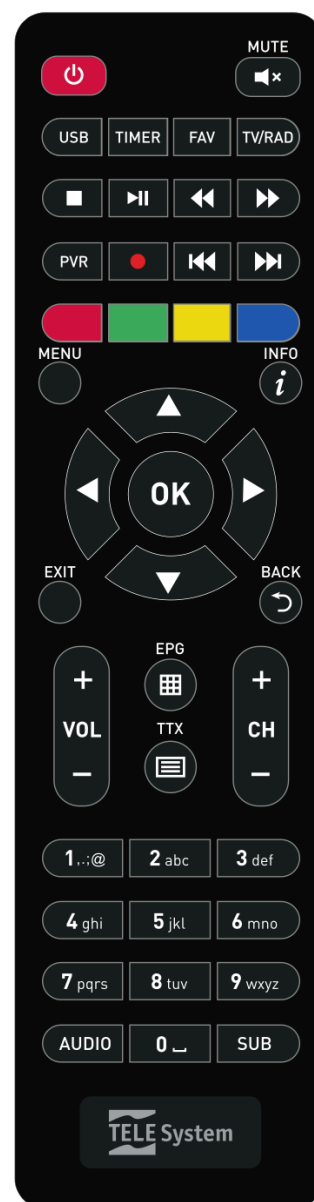 MUTE
USB TIMER FAV TV/RAD
PVR
MENU INFO
i
OK
EXIT BACK
EPG
+ +
VOL TTX CH
− −
1.,:;@ 2 abc 3 def
4 ghi 5 jkl 6 mno
7 pqrs 8 tuv 9 wxyz
AUDIO 0 ⎵ SUB
TELE System